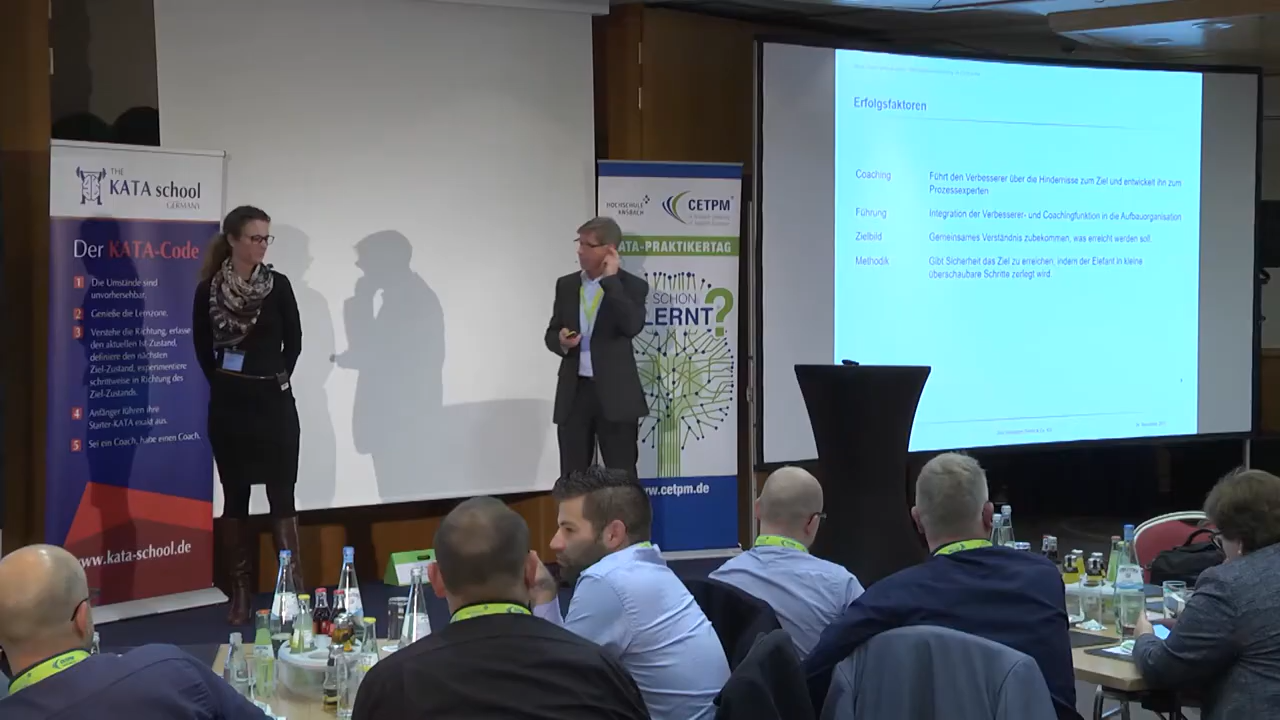 THE
KATA school
GERMANY
Der KATA-Code
1 Die Umstände sind
unvorhersehbar.
2 Genieße die Lernzone.
3 Verstehe die Richtung, erfasse
den aktuellen Ist-Zustand,
definiere den nächsten
Ziel-Zustand, experimentiere
schrittweise in Richtung des
Ziel-Zustands.
4 Anfänger führen ihre
Starter-KATA exakt aus.
5 Sei ein Coach, habe einen Coach.
www.kata-school.de
HOCHSCHULE
ANSBACH
CETPM
KATA-PRAKTIKERTAG
SCHON
LERNT?
www.cetpm.de
Erfolgsfaktoren
Coaching Führt den Verbesserer über die Hindernisse zum Ziel und entwickelt ihn zum
Prozessexperten
Führung Integration der Verbesserer- und Coachingfunktion in die Aufbauorganisation
Zielbild Gemeinsames Verständnis zubekommen, was erreicht werden soll.
Methodik Gibt Sicherheit das Ziel zu erreichen, indem der Elefant in kleine
überschaubare Schritte zerlegt wird.